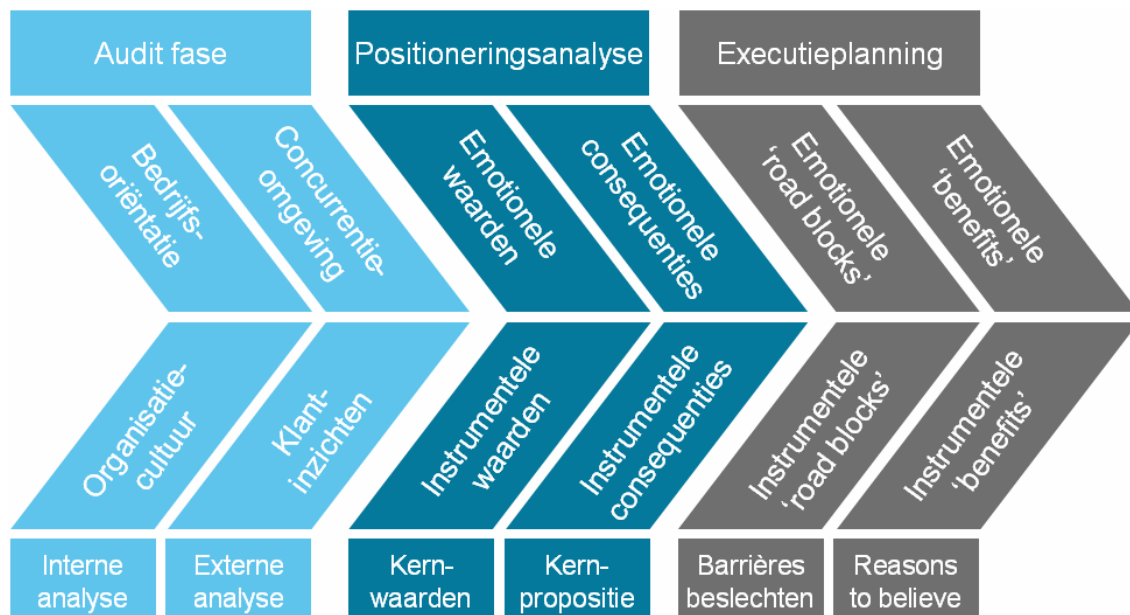 Audit fase
Positioneringsanalyse
Executieplanning
Bedrijfs-
oriëntatie
Concurrentie-
omgeving
Emotionele
waarden
Emotionele
consequenties
Emotionele
‘road blocks’
Emotionele
‘benefits’
Organisatie-
cultuur
Klant-
inzichten
Instrumentele
waarden
Instrumentele
consequenties
Instrumentele
‘road blocks’
Instrumentele
‘benefits’
Interne
analyse
Externe
analyse
Kern-
waarden
Kern-
propositie
Barrières
beslechten
Reasons
to believe